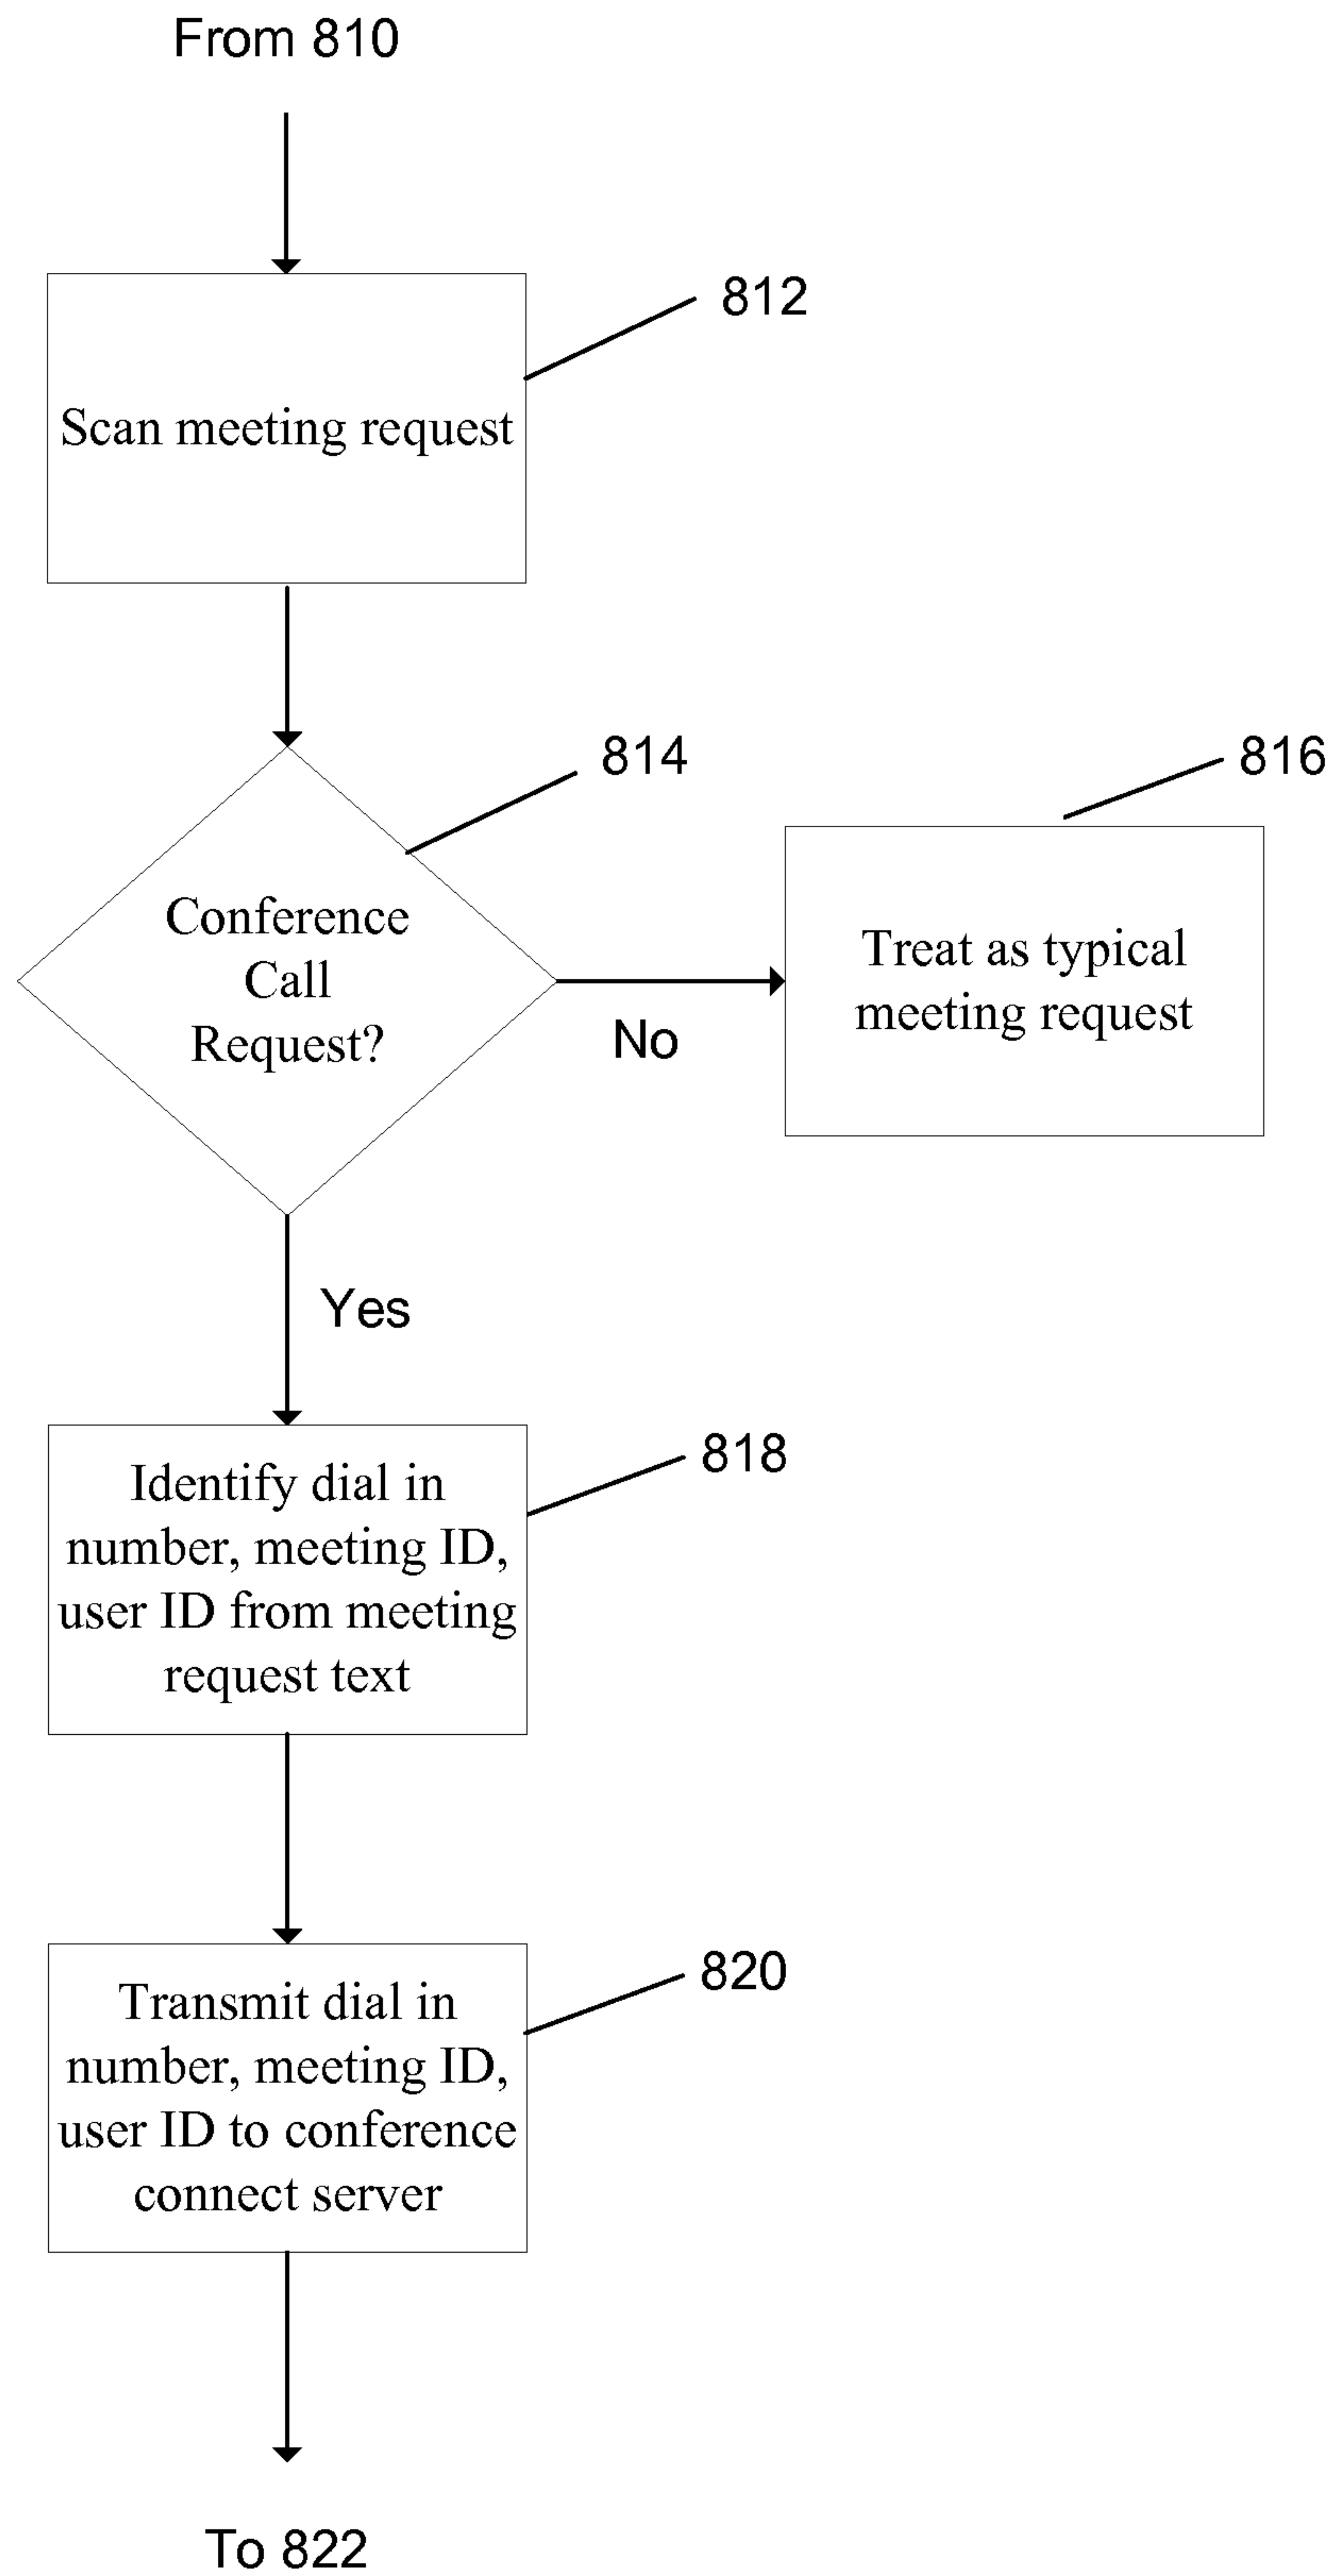 From 810
812
Scan meeting request
814
816
Conference
Call
Request?
Treat as typical
meeting request
No
Yes
818
Identify dial in
number, meeting ID,
user ID from meeting
request text
820
Transmit dial in
number, meeting ID,
user ID to conference
connect server
To 822